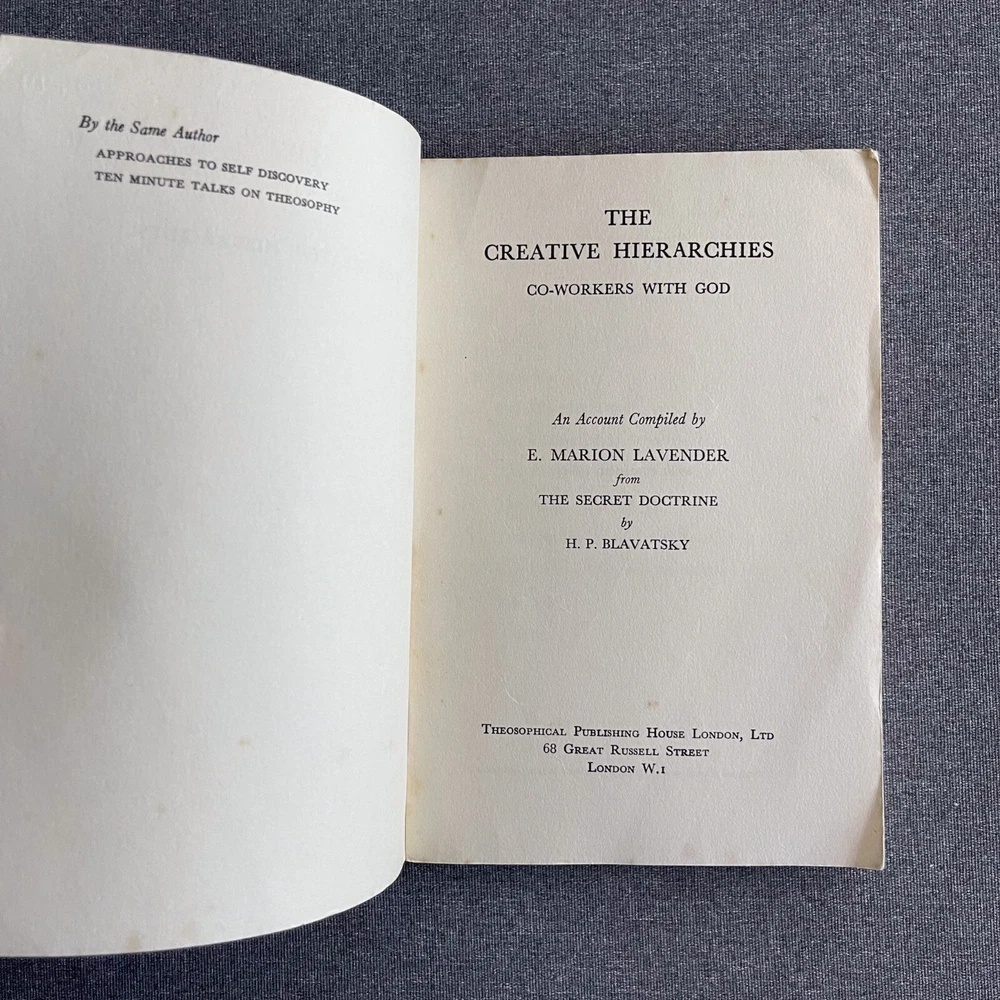 By the Same Author
APPROACHES TO SELF DISCOVERY
TEN MINUTE TALKS ON THEOSOPHY
THE
CREATIVE HIERARCHIES
CO-WORKERS WITH GOD
An Account Compiled by
E. MARION LAVENDER
from
THE SECRET DOCTRINE
by
H. P. BLAVATSKY
Theosophical Publishing House London, Ltd
68 Great Russell Street
London W.1